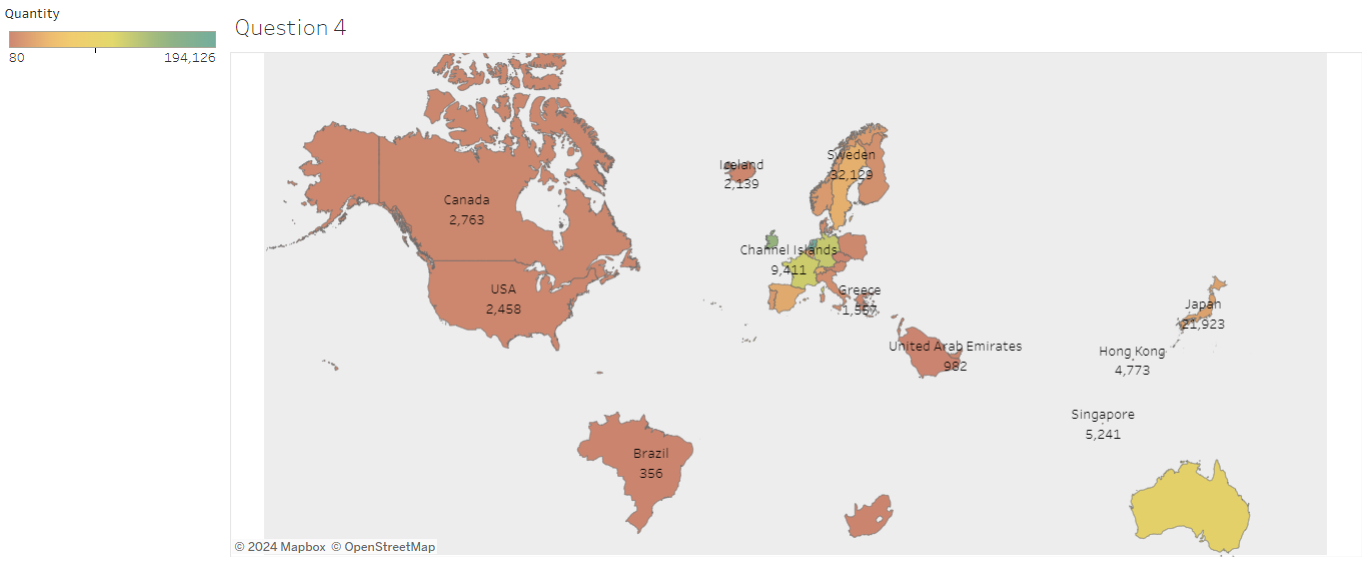 Quantity
80
194,126
Question 4
Iceland
2,139
Sweden
32,129
Canada
2,763
Channel Islands
9,411
USA
2,458
Greece
1,557
Japan
21,923
United Arab Emirates
982
Hong Kong
4,773
Singapore
5,241
Brazil
356
© 2024 Mapbox © OpenStreetMap